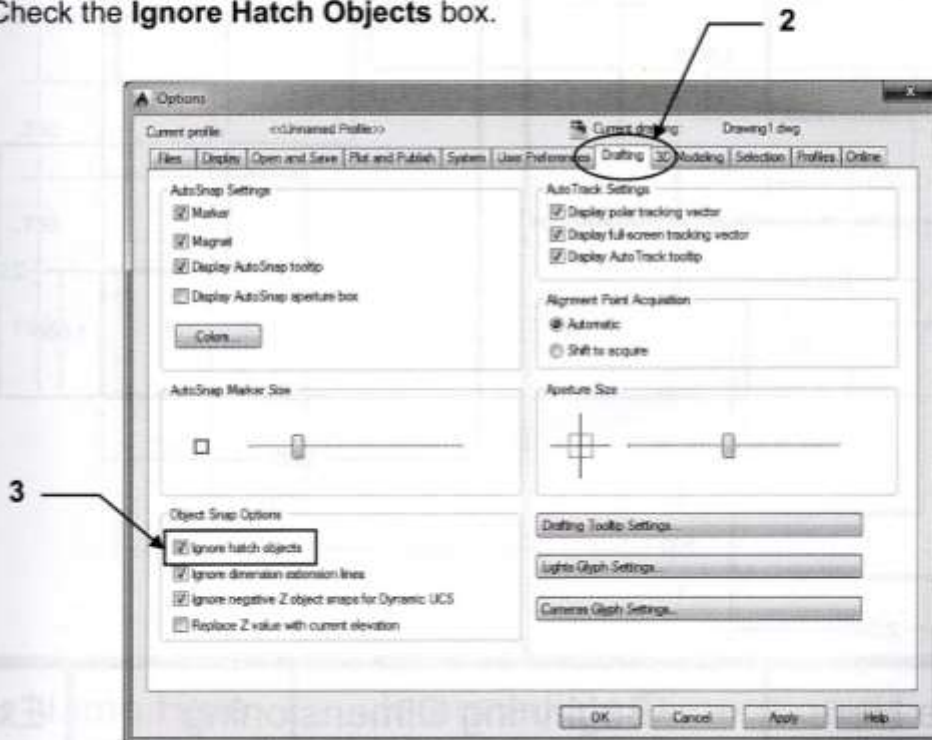 Check the Ignore Hatch Objects box.
2
Options
Current profile: <<Unnamed Profile>> Current drawing: Drawing1.dwg
Files Display Open and Save Plot and Publish System User Preferences Drafting 3D Modeling Selection Profiles Online
AutoSnap Settings
Marker
Magnet
Display AutoSnap tooltip
Display AutoSnap aperture box
Colors...
AutoTrack Settings
Display polar tracking vector
Display full-screen tracking vector
Display AutoTrack tooltip
Alignment Point Acquisition
Automatic
Shift to acquire
AutoSnap Marker Size
Aperture Size
3
Object Snap Options
Ignore hatch objects
Ignore dimension extension lines
Ignore negative Z object snaps for Dynamic UCS
Replace Z value with current elevation
Drafting Tooltip Settings...
Lights Glyph Settings...
Cameras Glyph Settings...
OK Cancel Apply Help